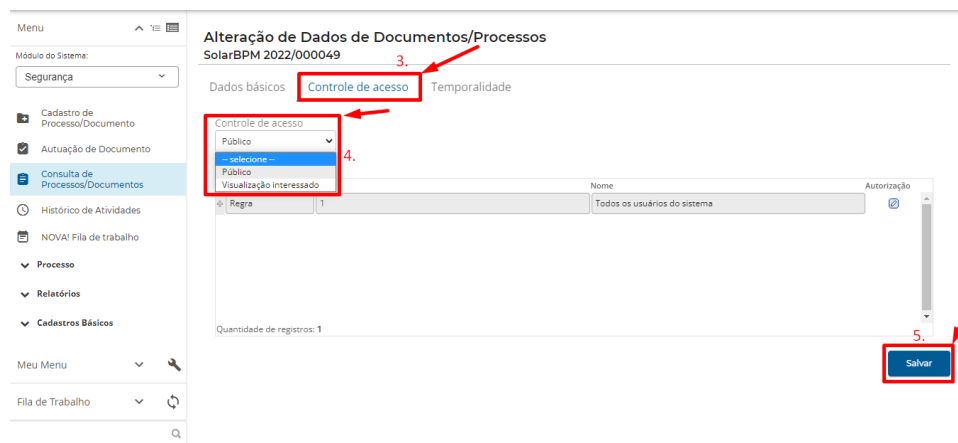 Menu
Módulo do Sistema:
Segurança
Cadastro de
Processo/Documento
Autuação de Documento
Consulta de
Processos/Documentos
Histórico de Atividades
NOVA! Fila de trabalho
Processo
Relatórios
Cadastros Básicos
Meu Menu
Fila de Trabalho
Alteração de Dados de Documentos/Processos
SolarBPM 2022/000049
3.
Dados básicos Controle de acesso Temporalidade
Controle de acesso
Público
4.
-- selecione --
Público
Visualização interessado
Nome Autorização
Regra 1 Todos os usuários do sistema
Quantidade de registros: 1
5.
Salvar